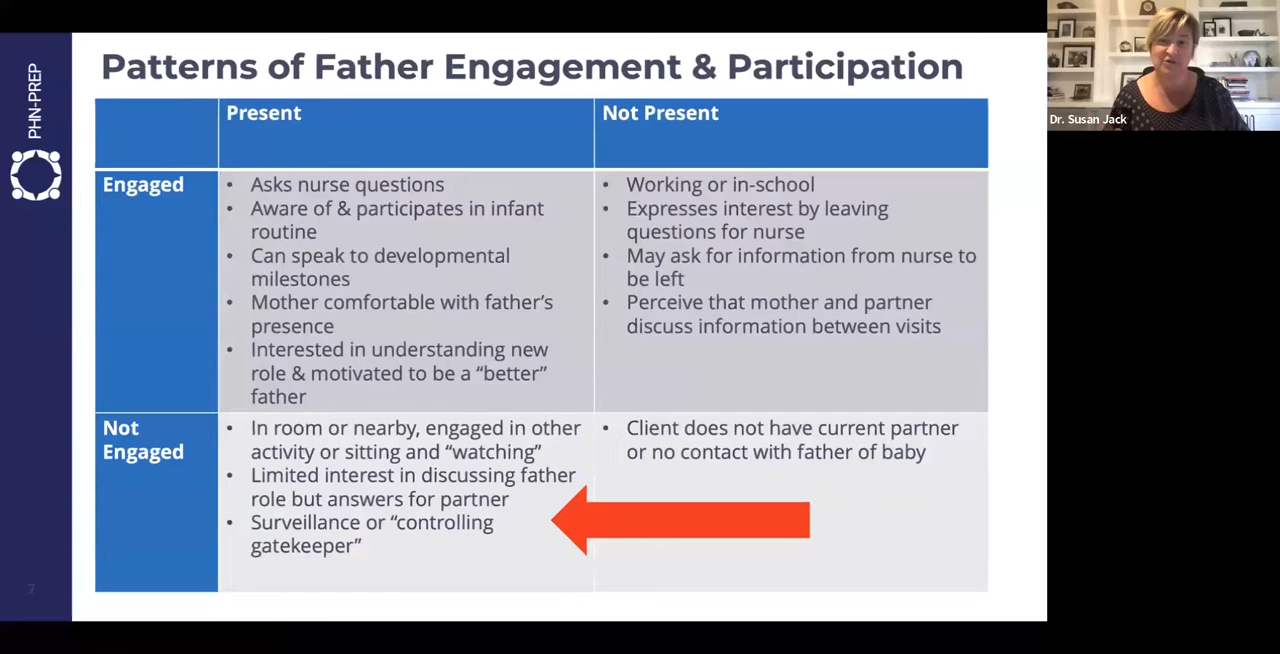 PHN-PREP
Patterns of Father Engagement & Participation
Present
Not Present
Engaged
• Asks nurse questions
• Aware of & participates in infant
routine
• Can speak to developmental
milestones
• Mother comfortable with father’s
presence
• Interested in understanding new
role & motivated to be a “better”
father
• Working or in-school
• Expresses interest by leaving
questions for nurse
• May ask for information from nurse to
be left
• Perceive that mother and partner
discuss information between visits
Not
Engaged
• In room or nearby, engaged in other
activity or sitting and “watching”
• Limited interest in discussing father
role but answers for partner
• Surveillance or “controlling
gatekeeper”
• Client does not have current partner
or no contact with father of baby
7
Dr. Susan Jack